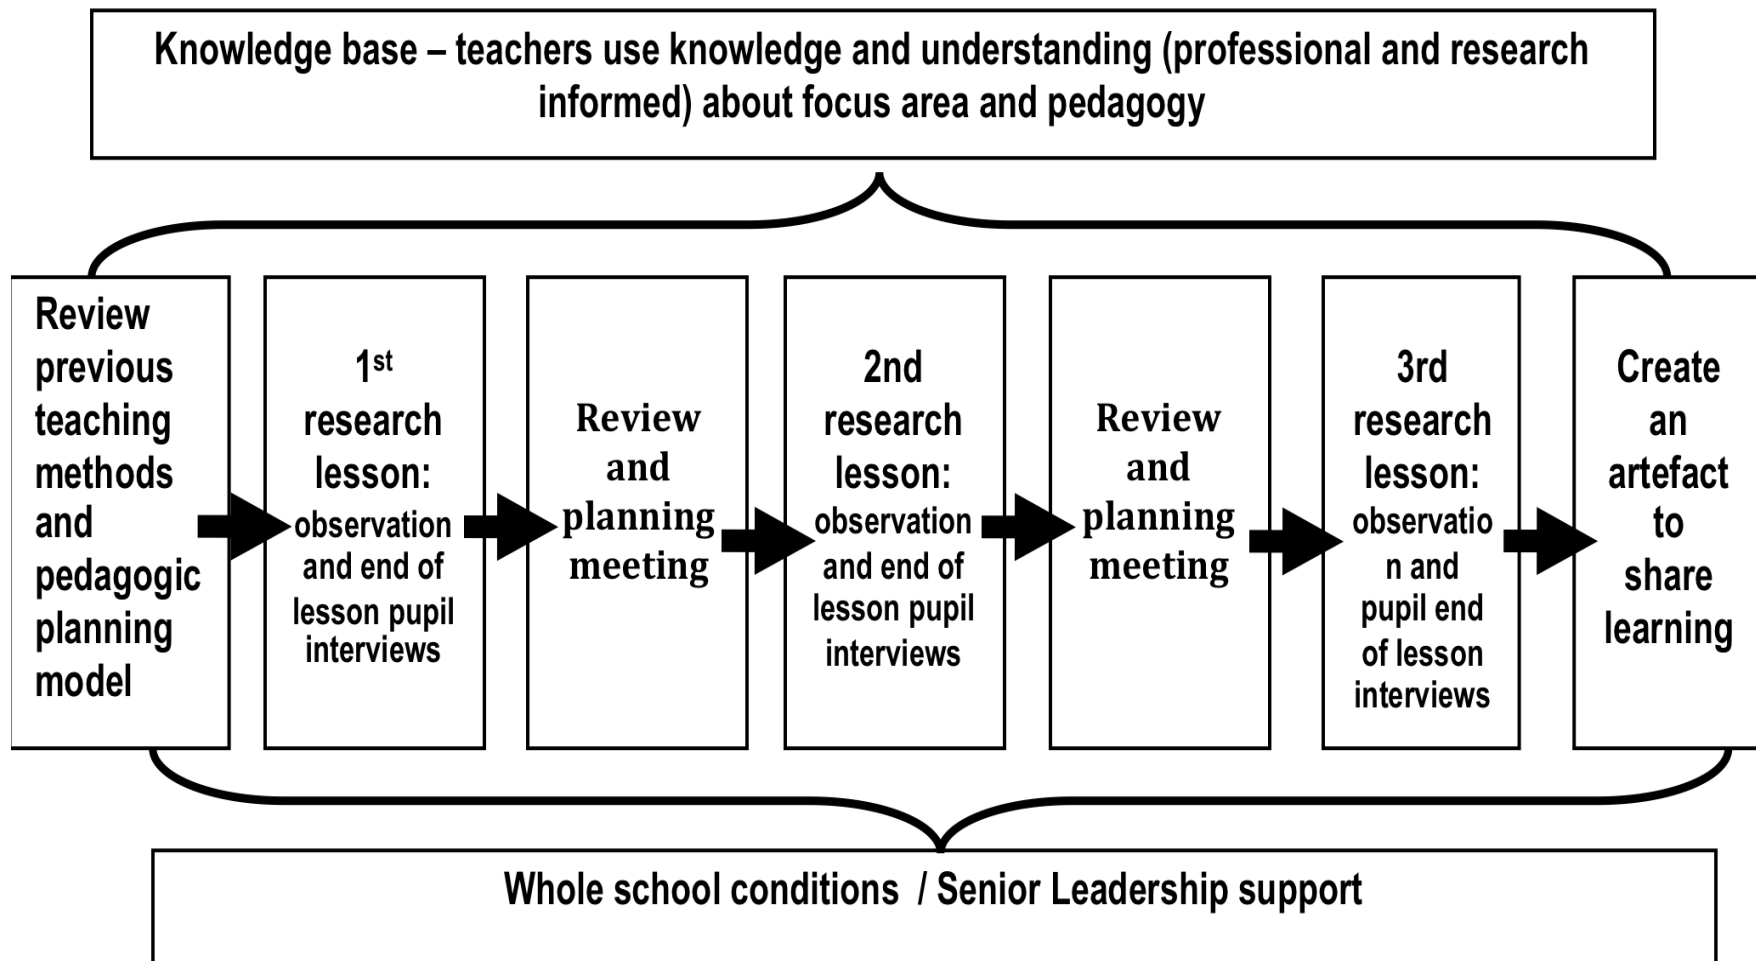 Knowledge base – teachers use knowledge and understanding (professional and research
informed) about focus area and pedagogy
Review
previous
teaching
methods
and
pedagogic
planning
model
1st
research
lesson:
observation
and end of
lesson pupil
interviews
Review
and
planning
meeting
2nd
research
lesson:
observation
and end of
lesson pupil
interviews
Review
and
planning
meeting
3rd
research
lesson:
observatio
n and
pupil end
of lesson
interviews
Create
an
artefact
to
share
learning
Whole school conditions / Senior Leadership support